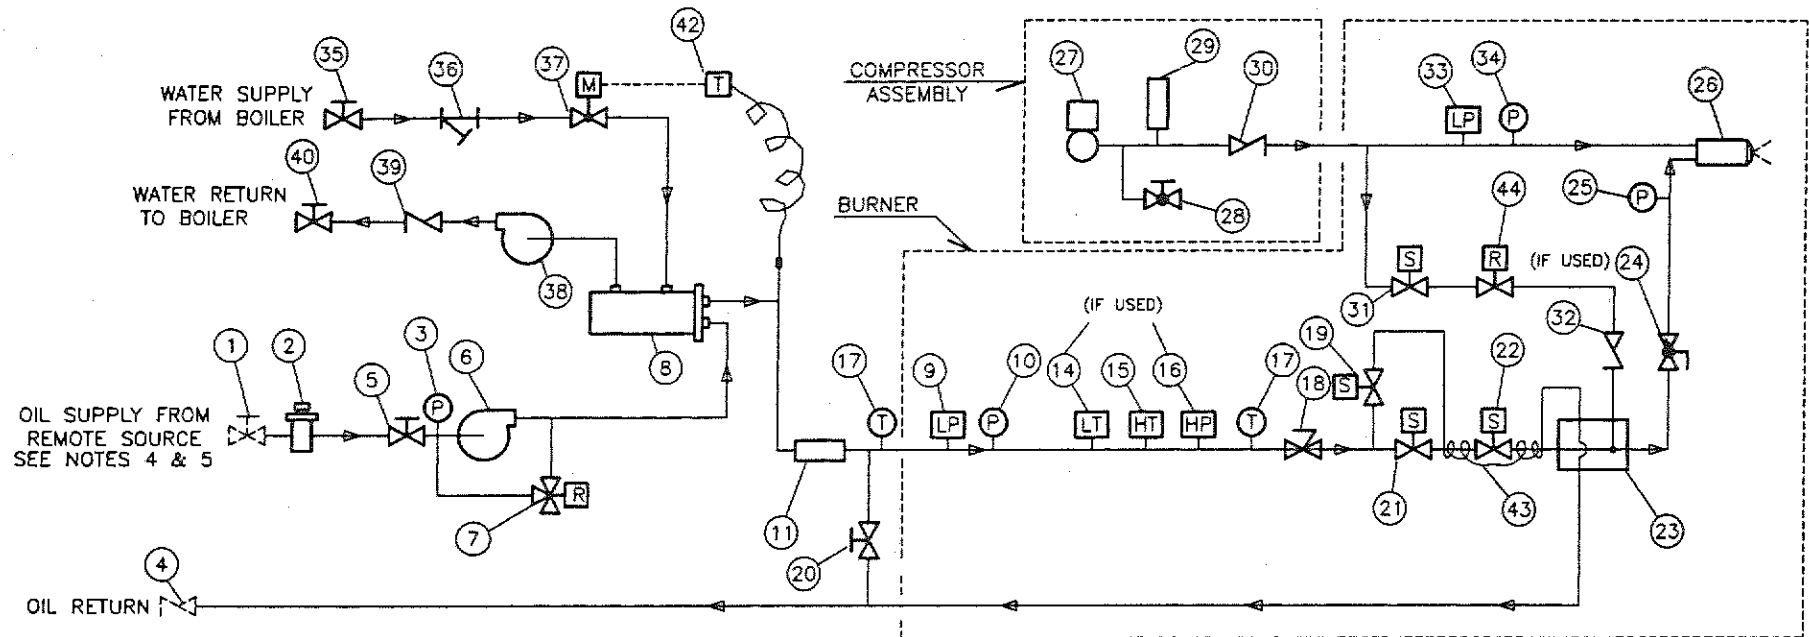 42
35
36
37
M
T
WATER SUPPLY
FROM BOILER
40
39
WATER RETURN
TO BOILER
38
COMPRESSOR
ASSEMBLY
27
29
30
28
33
34
LP
P
26
25
P
BURNER
44
S
R
(IF USED)
24
31
32
1
2
3
6
5
P
8
OIL SUPPLY FROM
REMOTE SOURCE
SEE NOTES 4 & 5
7
R
(IF USED)
17
9
10
14
15
16
17
18
19
22
T
LP
P
LT
HT
HP
T
S
S
S
11
20
21
43
23
4
OIL RETURN